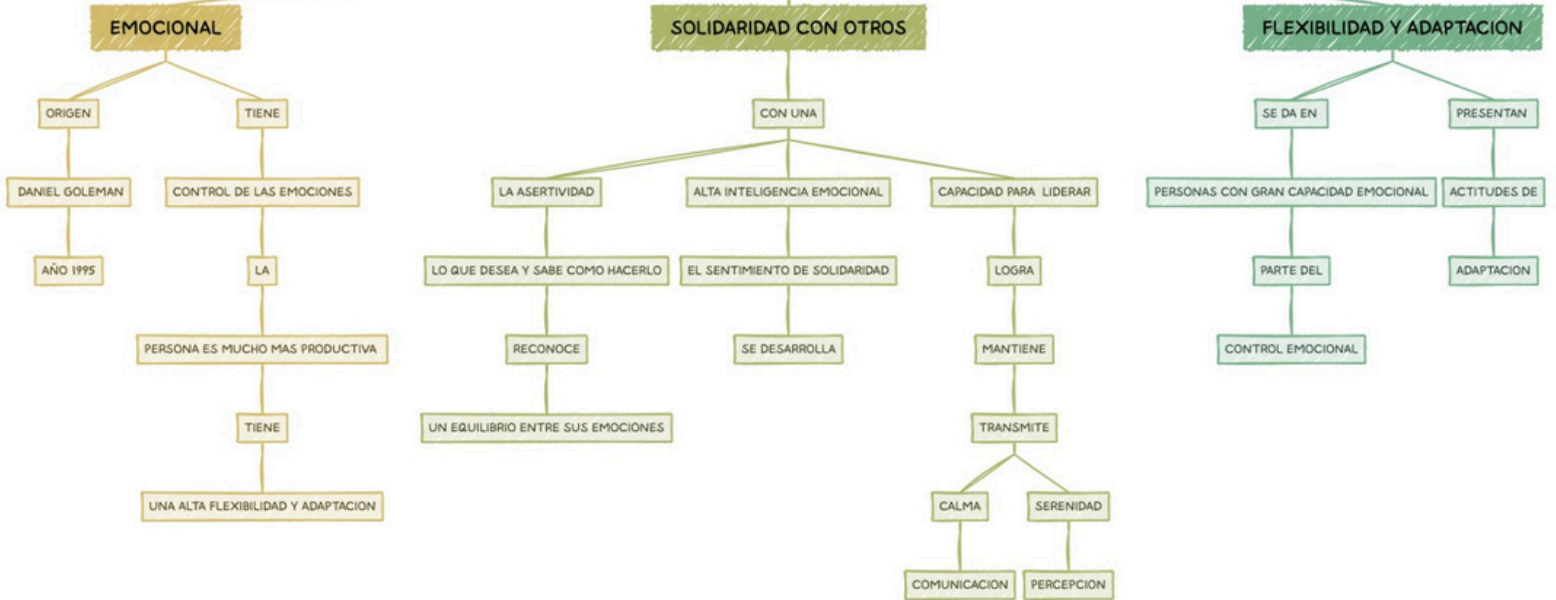 EMOCIONAL
ORIGEN
TIENE
DANIEL GOLEMAN
CONTROL DE LAS EMOCIONES
AÑO 1995
LA
PERSONA ES MUCHO MAS PRODUCTIVA
TIENE
UNA ALTA FLEXIBILIDAD Y ADAPTACION
SOLIDARIDAD CON OTROS
CON UNA
LA ASERTIVIDAD
ALTA INTELIGENCIA EMOCIONAL
CAPACIDAD PARA LIDERAR
LO QUE DESEA Y SABE COMO HACERLO
EL SENTIMIENTO DE SOLIDARIDAD
LOGRA
RECONOCE
SE DESARROLLA
MANTIENE
UN EQUILIBRIO ENTRE SUS EMOCIONES
TRANSMITE
CALMA
SERENIDAD
COMUNICACION
PERCEPCION
FLEXIBILIDAD Y ADAPTACION
SE DA EN
PRESENTAN
PERSONAS CON GRAN CAPACIDAD EMOCIONAL
ACTITUDES DE
PARTE DEL
ADAPTACION
CONTROL EMOCIONAL